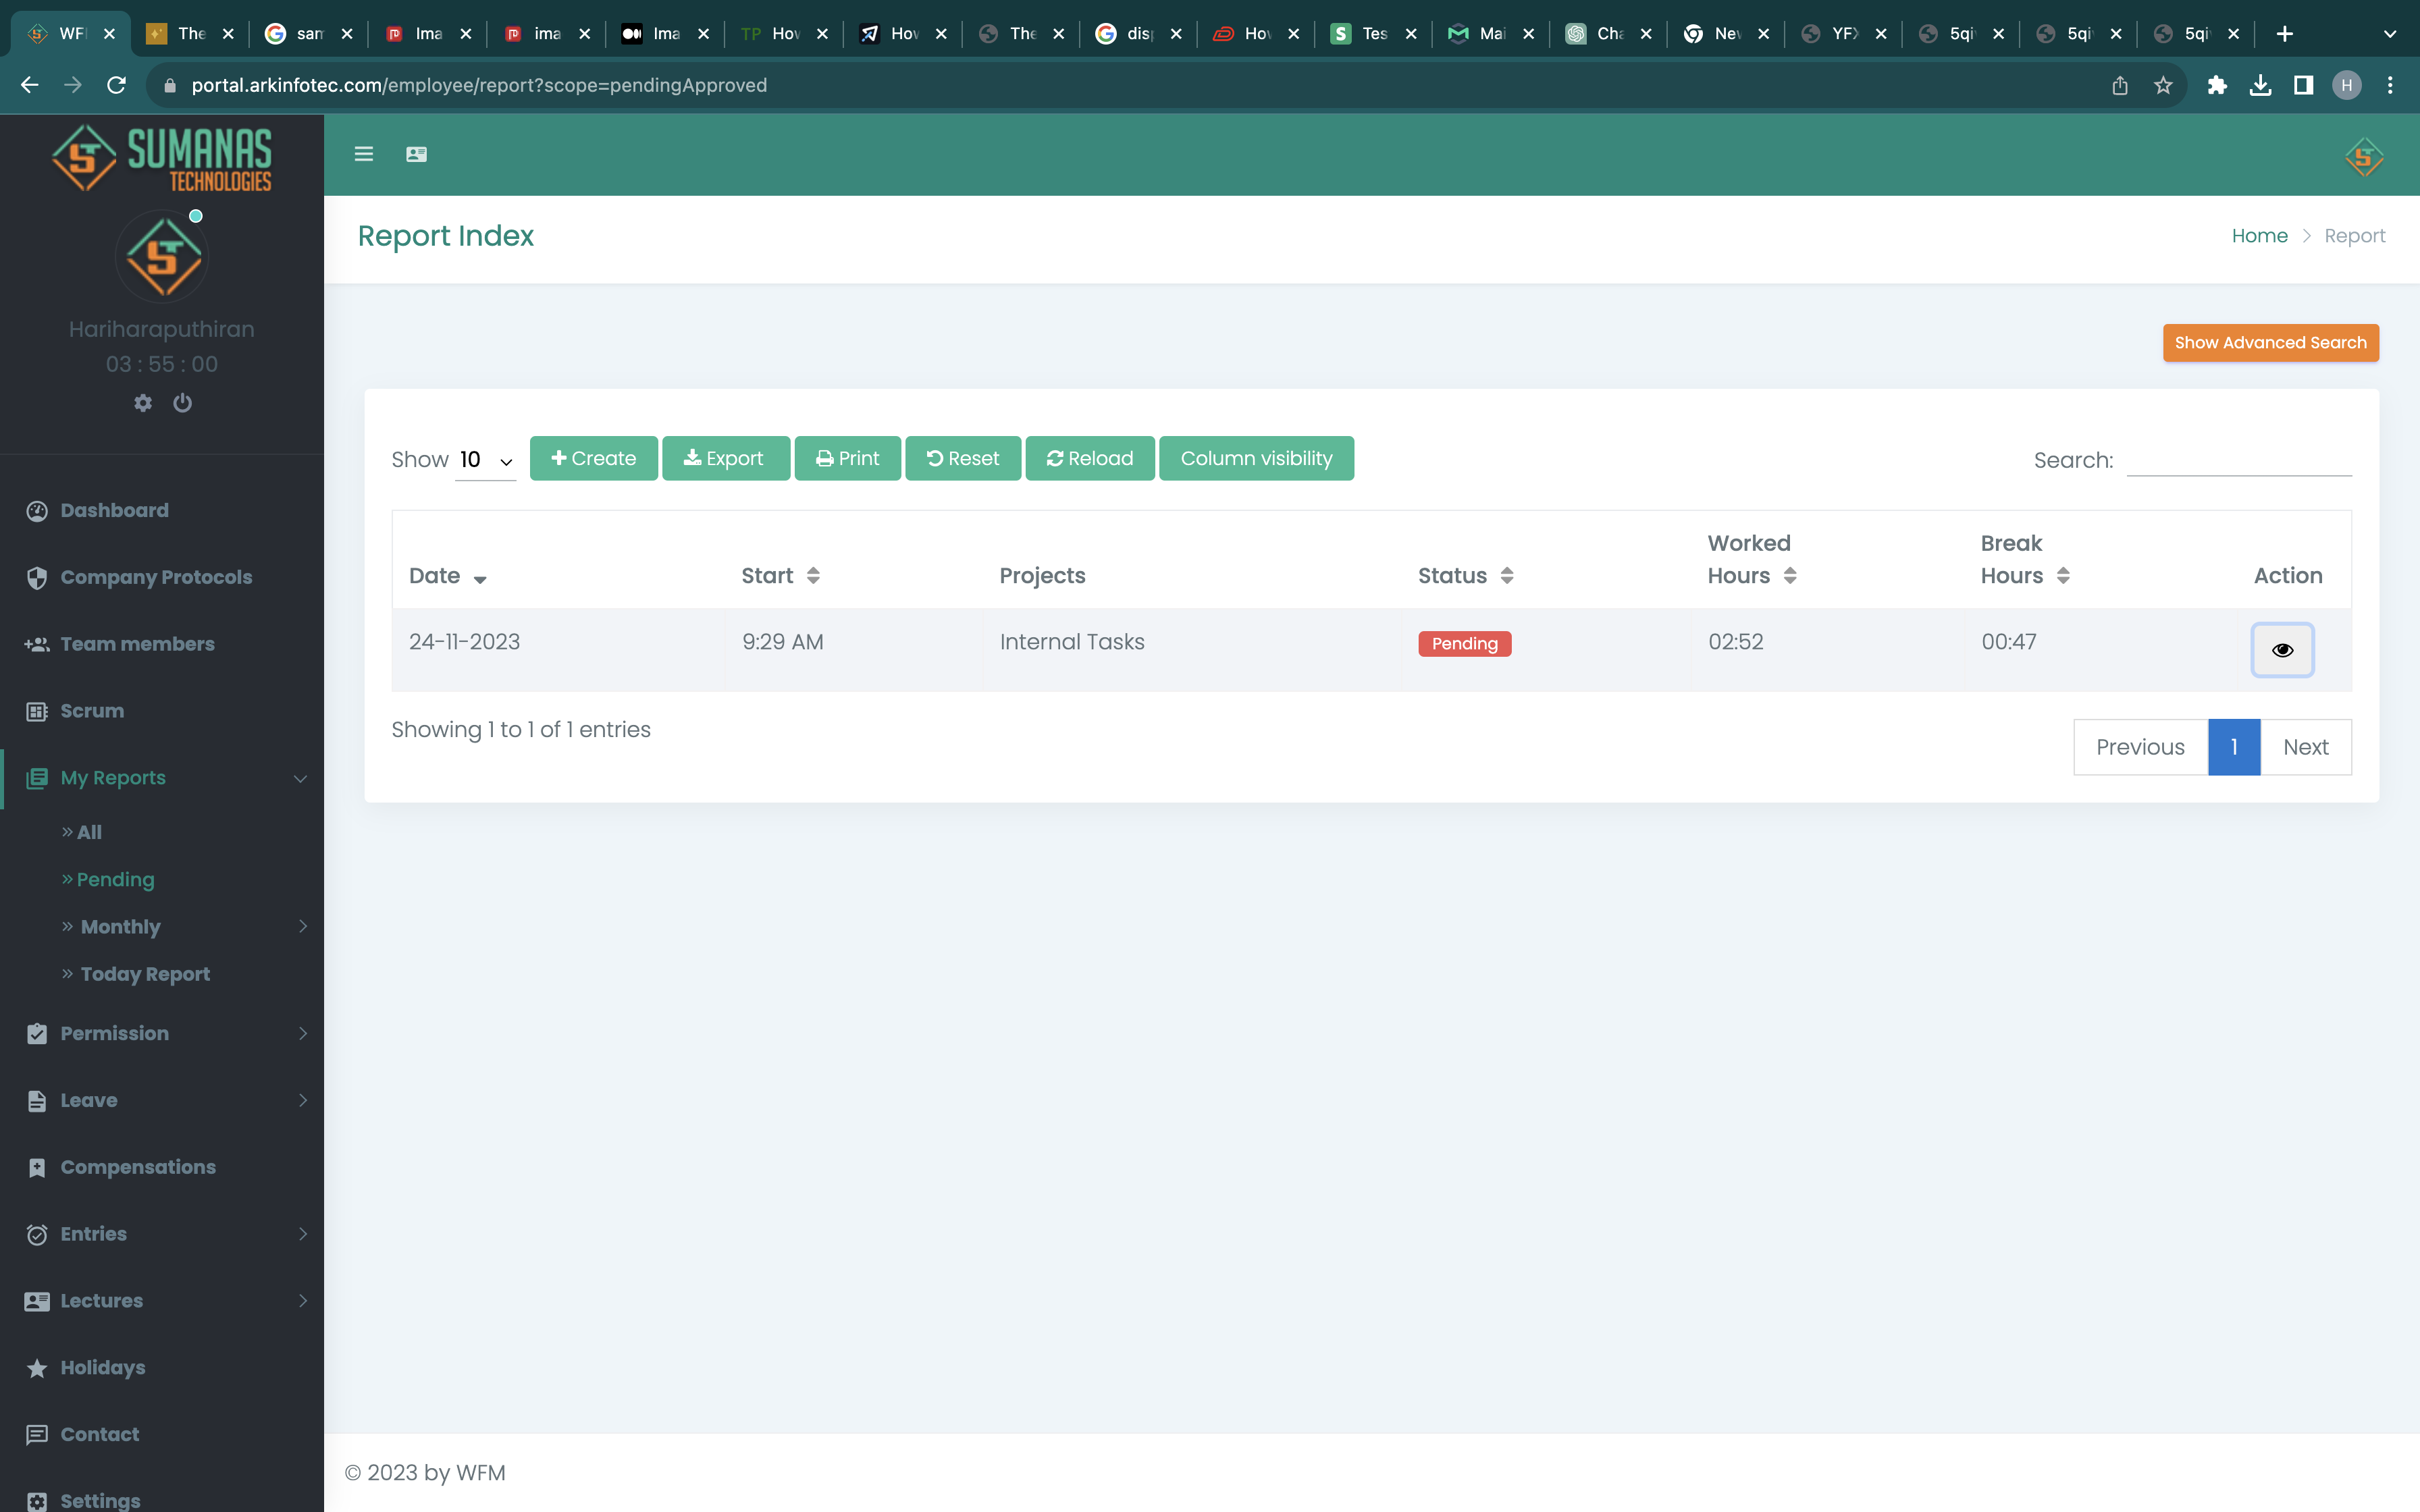 WF
The
san
Ima
ima
Ima
TP How
How
The
disp
How
S Tes
Mai
Cha
New
YFX
5qi
5qi
5qi
portal.arkinfotec.com/employee/report?scope=pendingApproved
H
SUMANAS
TECHNOLOGIES
Hariharaputhiran
03 : 55 : 00
Dashboard
Company Protocols
Team members
Scrum
My Reports
» All
» Pending
» Monthly
» Today Report
Permission
Leave
Compensations
Entries
Lectures
Holidays
Contact
Settings
Report Index
Home > Report
Show Advanced Search
Show 10
Create
Export
Print
Reset
Reload
Column visibility
Search:
Date
Start
Projects
Status
Worked Hours
Break Hours
Action
24-11-2023
9:29 AM
Internal Tasks
Pending
02:52
00:47
Showing 1 to 1 of 1 entries
Previous
1
Next
© 2023 by WFM